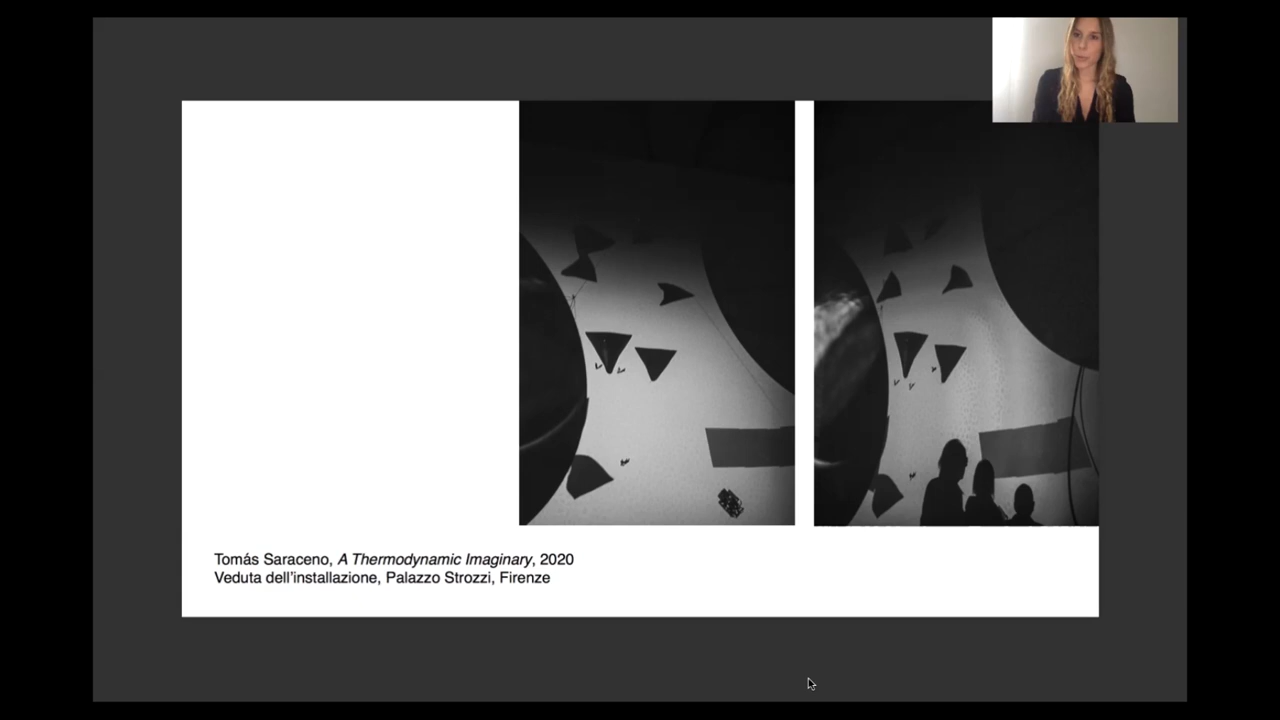 Tomás Saraceno, A Thermodynamic Imaginary, 2020
Veduta dell'installazione, Palazzo Strozzi, Firenze